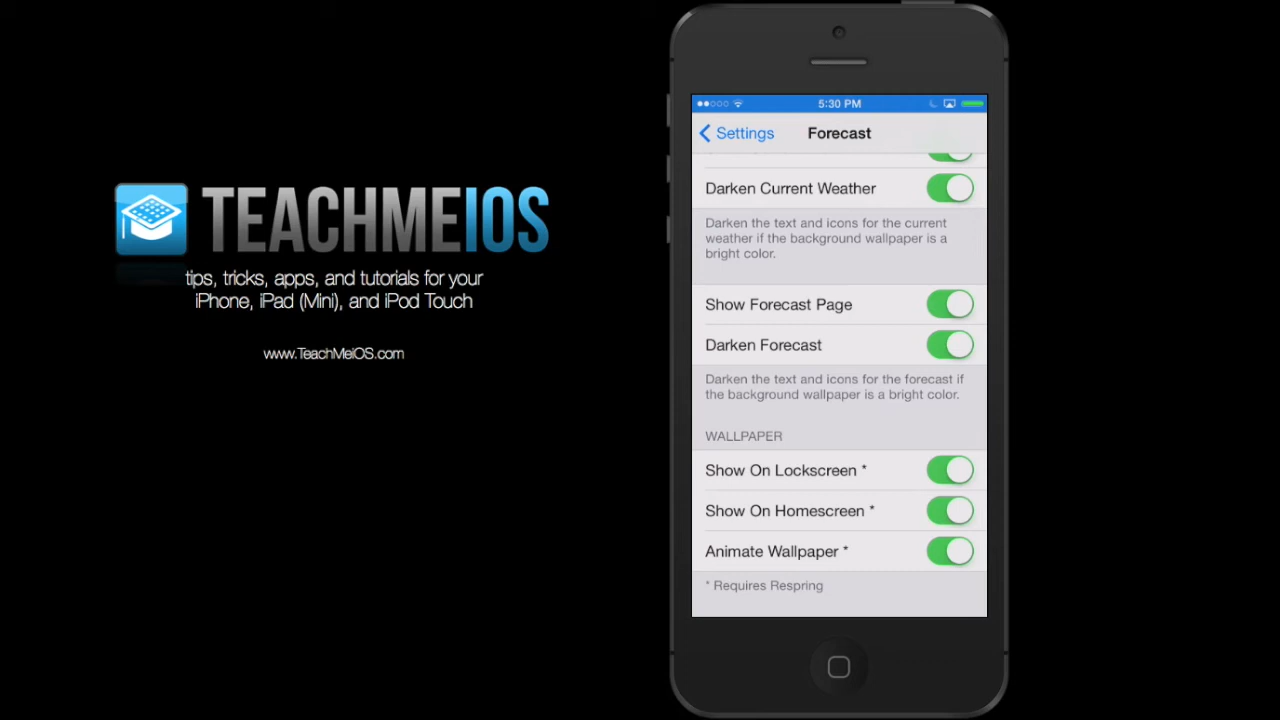 TEACHMEIOS
tips, tricks, apps, and tutorials for your
iPhone, iPad (Mini), and iPod Touch
www.TeachMeiOS.com
5:30 PM
Settings
Forecast
Darken Current Weather
Darken the text and icons for the current
weather if the background wallpaper is a
bright color.
Show Forecast Page
Darken Forecast
Darken the text and icons for the forecast if
the background wallpaper is a bright color.
WALLPAPER
Show On Lockscreen *
Show On Homescreen *
Animate Wallpaper *
* Requires Respring